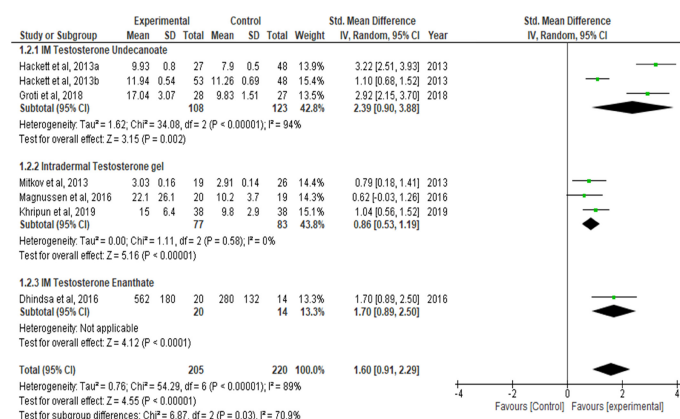 Experimental Control Std. Mean Difference Std. Mean Difference
Study or Subgroup Mean SD Total Mean SD Total Weight IV, Random, 95% CI Year IV, Random, 95% CI
1.2.1 IM Testosterone Undecanoate
Hackett et al, 2013a 9.93 0.8 27 7.9 0.5 48 13.9% 3.22 [2.51, 3.93] 2013
Hackett et al, 2013b 11.94 0.54 53 11.26 0.69 48 15.2% 1.10 [0.68, 1.52] 2013
Groti et al, 2018 17.04 3.07 28 9.83 1.51 27 13.7% 2.92 [2.15, 3.70] 2018
Subtotal (95% CI) 108 123 42.8% 2.39 [0.90, 3.88]
Heterogeneity: Tau² = 1.62; Chi² = 34.08, df = 2 (P < 0.00001); I² = 94%
Test for overall effect: Z = 3.15 (P = 0.002)
1.2.2 Intradermal Testosterone gel
Mitkov et al, 2013 3.03 0.16 19 2.91 0.14 26 14.4% 0.79 [0.18, 1.41] 2013
Magnussen et al, 2016 22.1 26.1 20 10.2 3.7 19 14.3% 0.62 [-0.03, 1.26] 2016
Khripun et al, 2019 15 6.4 38 9.8 2.9 38 15.1% 1.04 [0.56, 1.52] 2019
Subtotal (95% CI) 77 83 43.8% 0.86 [0.53, 1.19]
Heterogeneity: Tau² = 0.00; Chi² = 1.11, df = 2 (P = 0.58); I² = 0%
Test for overall effect: Z = 5.16 (P < 0.00001)
1.2.3 IM Testosterone Enanthate
Dhindsa et al, 2016 562 180 20 280 132 14 13.3% 1.70 [0.89, 2.50] 2016
Subtotal (95% CI) 20 14 13.3% 1.70 [0.89, 2.50]
Heterogeneity: Not applicable
Test for overall effect: Z = 4.12 (P < 0.0001)
Total (95% CI) 205 220 100.0% 1.60 [0.91, 2.29]
Heterogeneity: Tau² = 0.76; Chi² = 54.29, df = 6 (P < 0.00001); I² = 89%
Test for overall effect: Z = 4.55 (P < 0.00001)
Test for subgroup differences: Chi² = 6.87, df = 2 (P = 0.03), I² = 70.9%
-4 -2 0 2 4
Favours [Control] Favours [experimental]